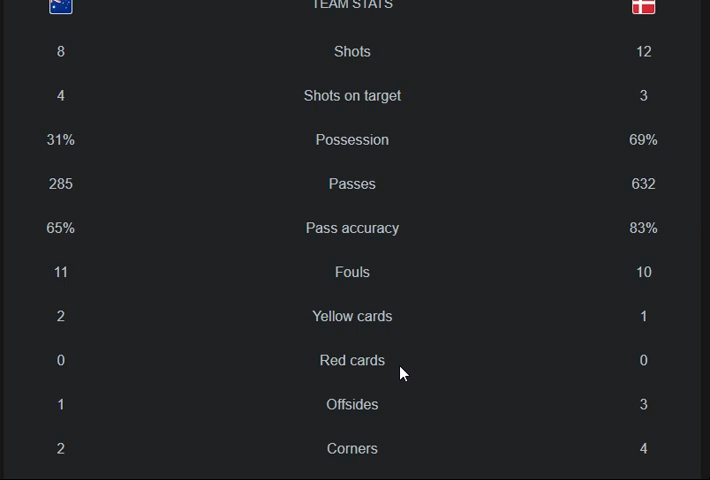 TEAM STATS
8 Shots 12
4 Shots on target 3
31% Possession 69%
285 Passes 632
65% Pass accuracy 83%
11 Fouls 10
2 Yellow cards 1
0 Red cards 0
1 Offsides 3
2 Corners 4